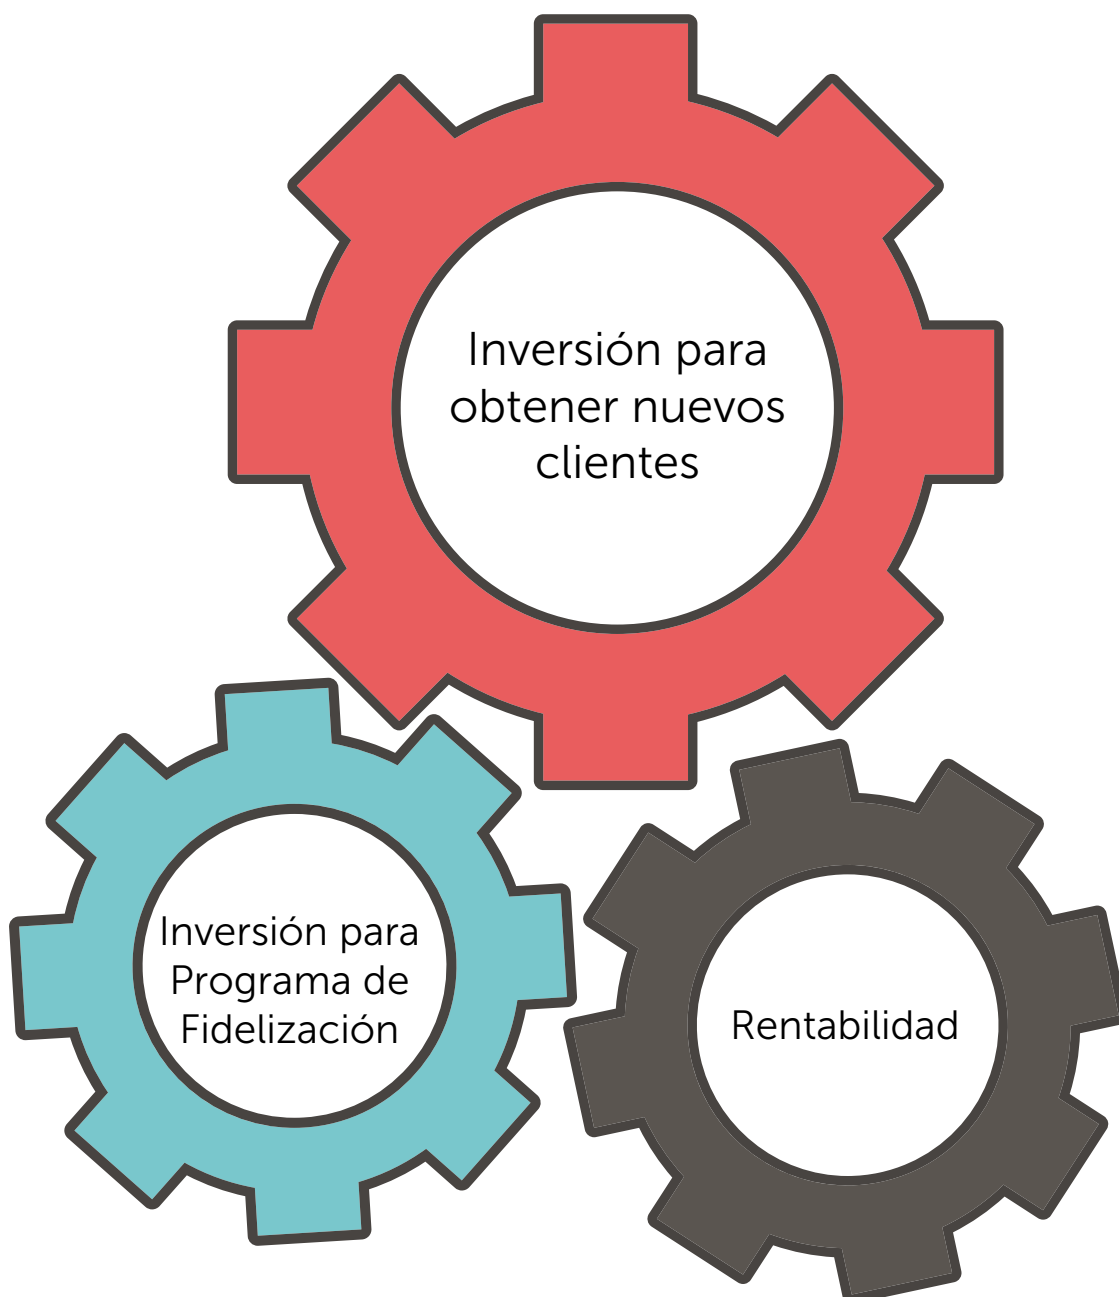 Inversión para
obtener nuevos
clientes
Inversión para
Programa de
Fidelización
Rentabilidad